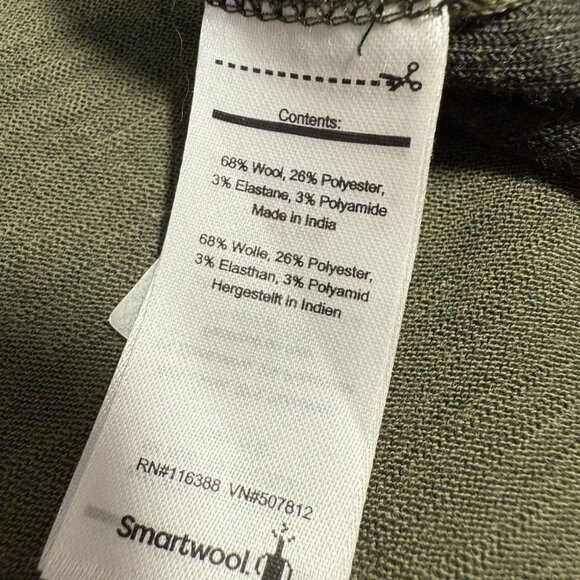 Contents:
68% Wool, 26% Polyester,
3% Elastane, 3% Polyamide
Made in India
68% Wolle, 26% Polyester,
3% Elasthan, 3% Polyamid
Hergestellt in Indien
RN#116388 VN#507812
Smartwool